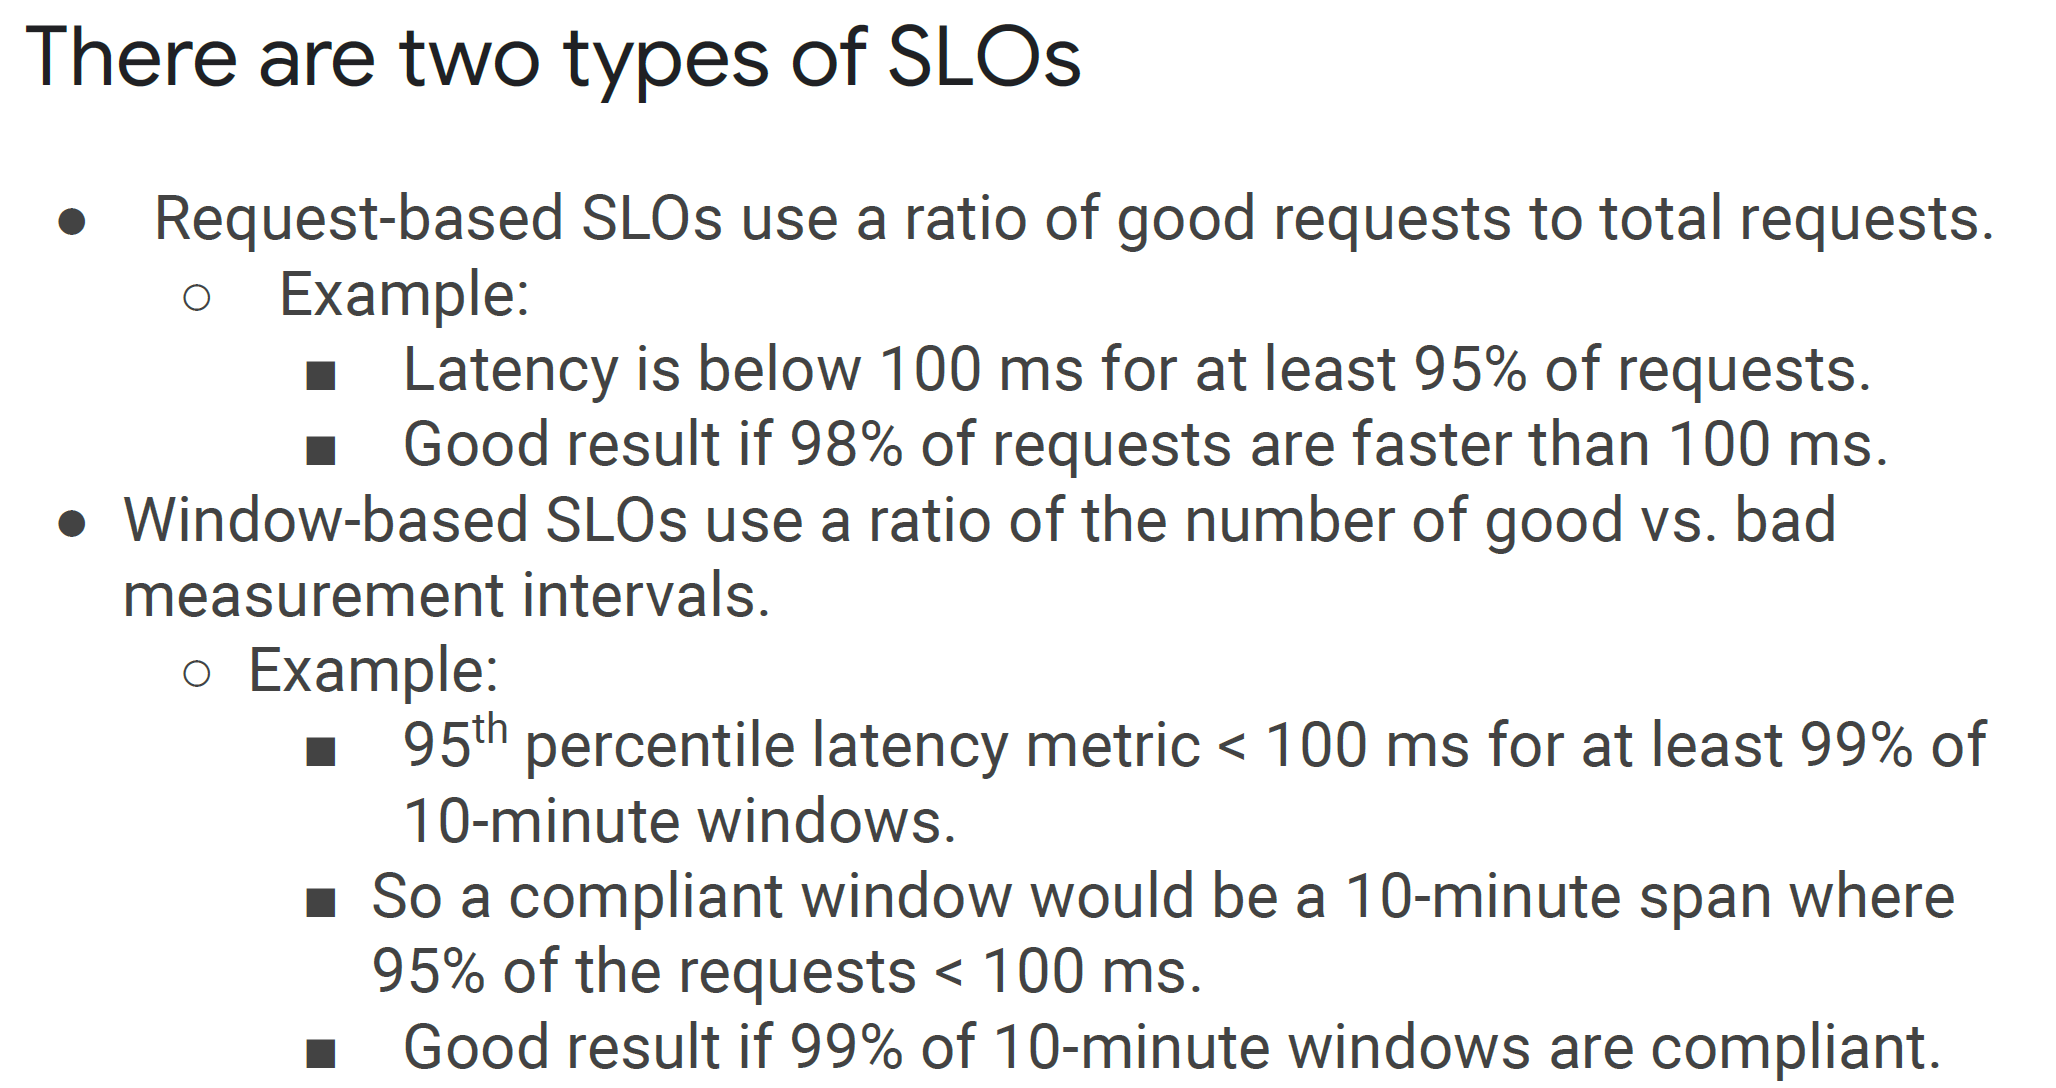 There are two types of SLOs
● Request-based SLOs use a ratio of good requests to total requests.
○ Example:
■ Latency is below 100 ms for at least 95% of requests.
■ Good result if 98% of requests are faster than 100 ms.
● Window-based SLOs use a ratio of the number of good vs. bad
measurement intervals.
○ Example:
■ 95th percentile latency metric < 100 ms for at least 99% of
10-minute windows.
■ So a compliant window would be a 10-minute span where
95% of the requests < 100 ms.
■ Good result if 99% of 10-minute windows are compliant.